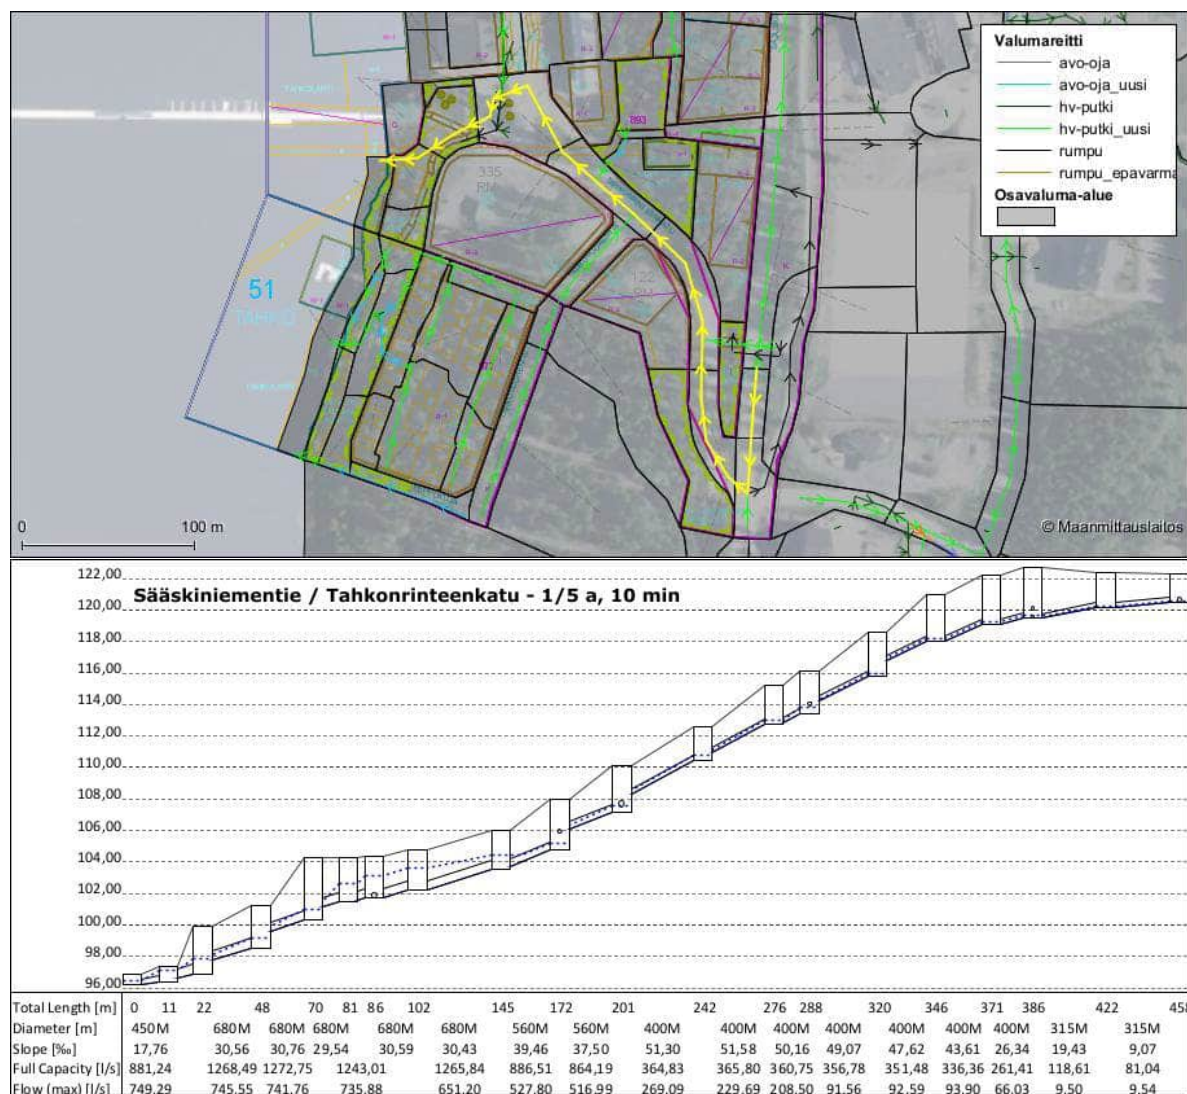 Valumareitti
avo-oja
avo-oja_uusi
hv-putki
hv-putki_uusi
rumpu
rumpu_epavarma
Osavaluma-alue
893
335
RM
122
51
TAHKO
0 100 m
© Maanmittauslaitos
Sääskiniementie / Tahkonrinteenkatu - 1/5 a, 10 min
122,00
120,00
118,00
116,00
114,00
112,00
110,00
108,00
106,00
104,00
102,00
100,00
98,00
96,00
Total Length [m] 0 11 22 48 70 81 86 102 145 172 201 242 276 288 320 346 371 386 422 458
Diameter [m] 450M 680M 680M 680M 680M 680M 560M 560M 400M 400M 400M 400M 400M 400M 400M 315M 315M
Slope [‰] 17,76 30,56 30,76 29,54 30,59 30,43 39,46 37,50 51,30 51,58 50,16 49,07 47,62 43,61 26,34 19,43 9,07
Full Capacity [l/s] 881,24 1268,49 1272,75 1243,01 1265,84 886,51 864,19 364,83 365,80 360,75 356,78 351,48 336,36 261,41 118,61 81,04
Flow (max) [l/s] 749,29 745,55 741,76 735,88 651,20 527,80 516,99 269,09 229,69 208,50 91,56 92,59 93,90 66,03 9,50 9,54